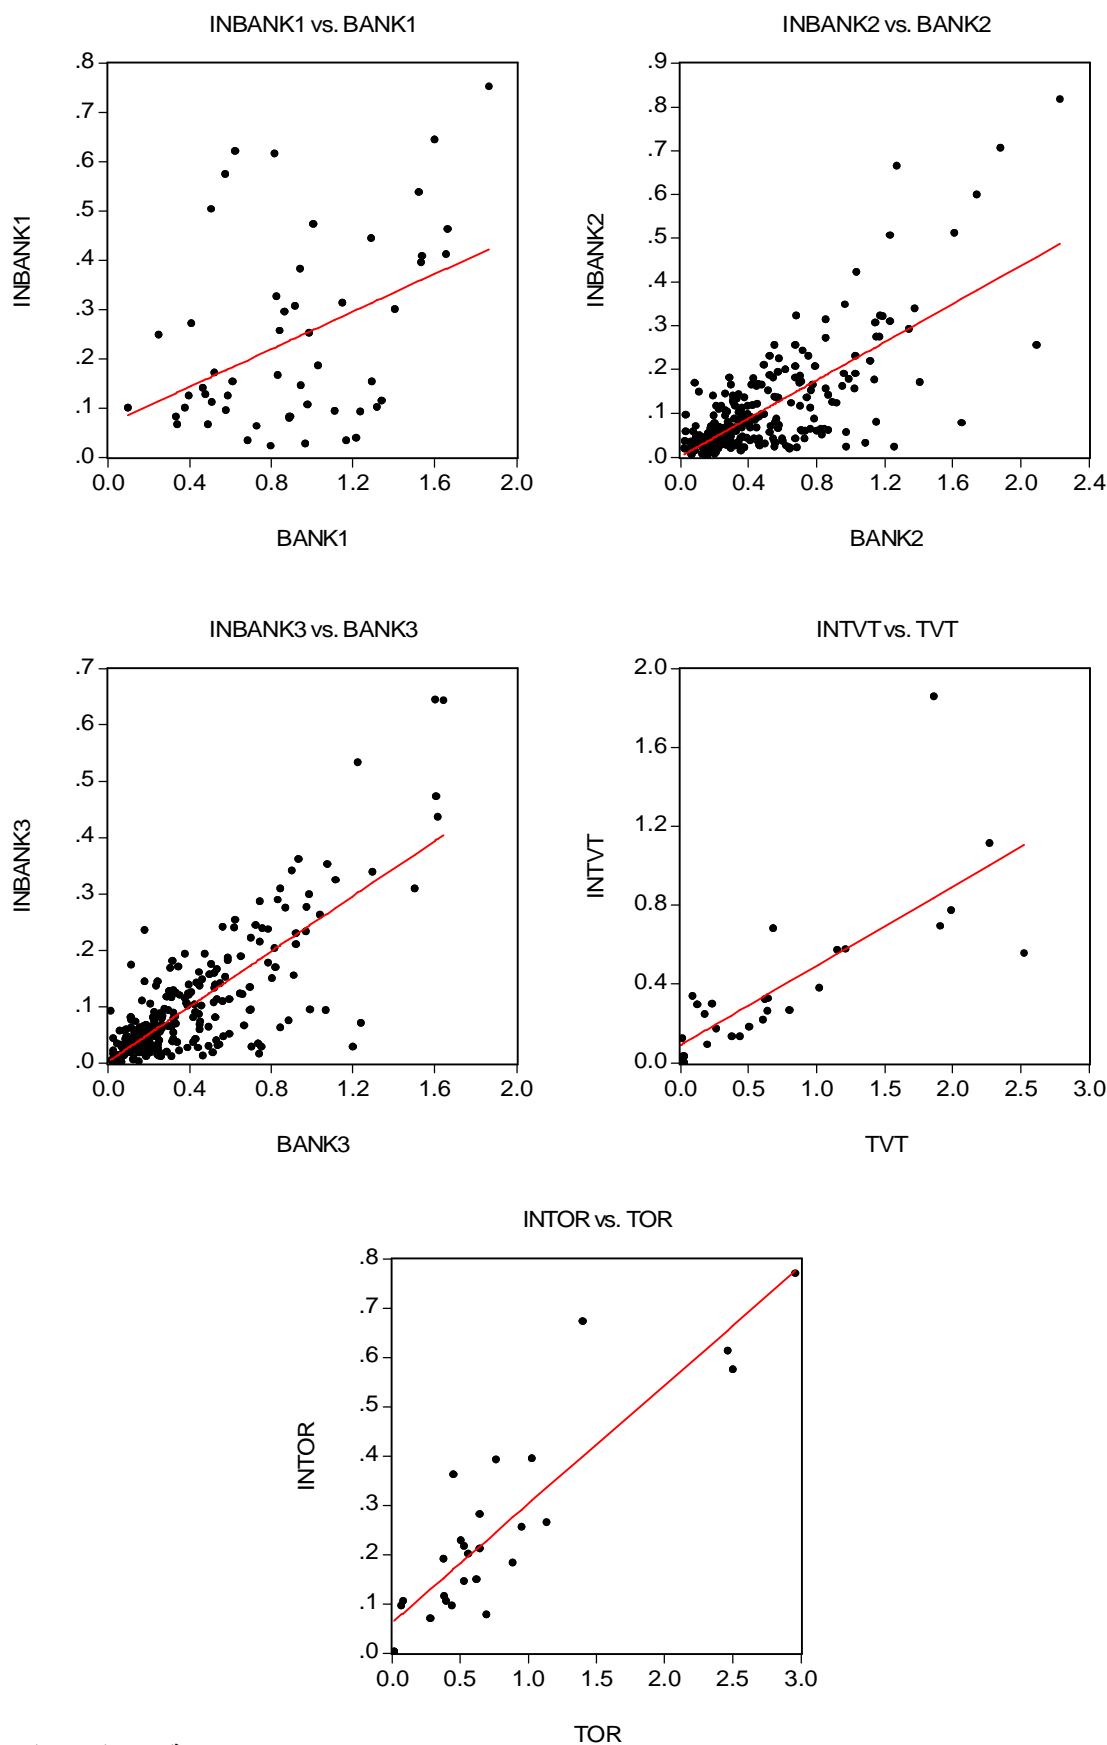 INBANK1 vs. BANK1
INBANK2 vs. BANK2
.8
.7
.6
.5
.4
.3
.2
.1
.0
INBANK1
0.0 0.4 0.8 1.2 1.6 2.0
BANK1
.9
.8
.7
.6
.5
.4
.3
.2
.1
.0
INBANK2
0.0 0.4 0.8 1.2 1.6 2.0 2.4
BANK2
INBANK3 vs. BANK3
INTVT vs. TVT
.7
.6
.5
.4
.3
.2
.1
.0
INBANK3
0.0 0.4 0.8 1.2 1.6 2.0
BANK3
2.0
1.6
1.2
0.8
0.4
0.0
INTVT
0.0 0.5 1.0 1.5 2.0 2.5 3.0
TVT
INTOR vs. TOR
.8
.7
.6
.5
.4
.3
.2
.1
.0
INTOR
0.0 0.5 1.0 1.5 2.0 2.5 3.0
TOR